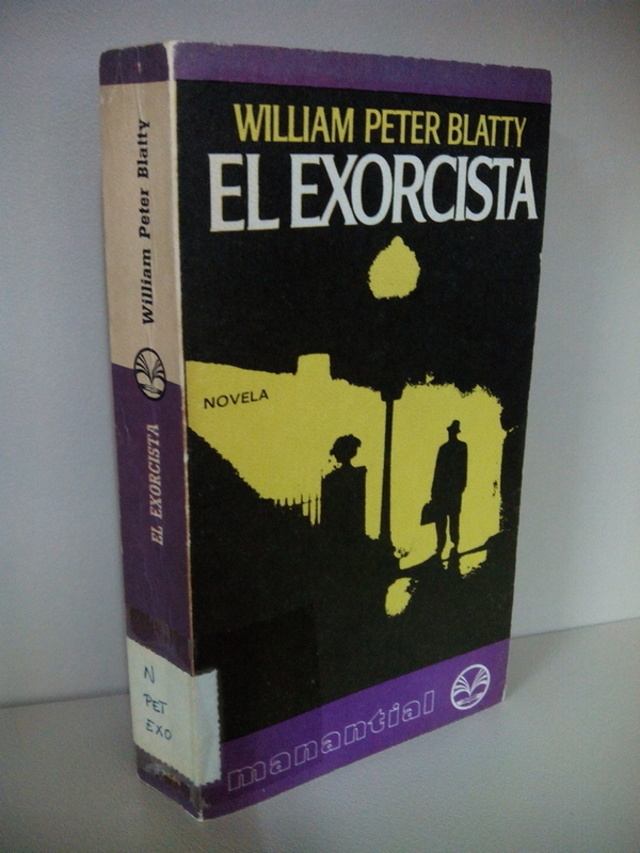 William Peter Blatty
EL EXORCISTA
N
PET
EXO
WILLIAM PETER BLATTY
EL EXORCISTA
NOVELA
manantial